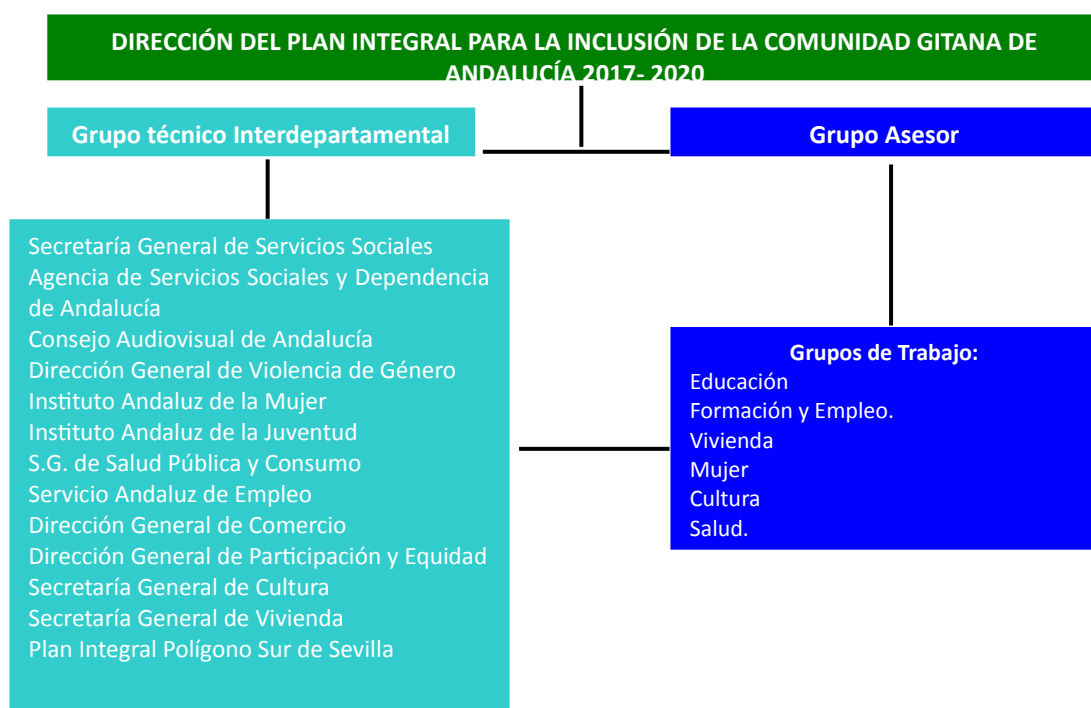 DIRECCIÓN DEL PLAN INTEGRAL PARA LA INCLUSIÓN DE LA COMUNIDAD GITANA DE
ANDALUCÍA 2017- 2020
Grupo técnico Interdepartamental
Grupo Asesor
Secretaría General de Servicios Sociales
Agencia de Servicios Sociales y Dependencia
de Andalucía
Consejo Audiovisual de Andalucía
Dirección General de Violencia de Género
Instituto Andaluz de la Mujer
Instituto Andaluz de la Juventud
S.G. de Salud Pública y Consumo
Servicio Andaluz de Empleo
Dirección General de Comercio
Dirección General de Participación y Equidad
Secretaría General de Cultura
Secretaría General de Vivienda
Plan Integral Polígono Sur de Sevilla
Grupos de Trabajo:
Educación
Formación y Empleo.
Vivienda
Mujer
Cultura
Salud.